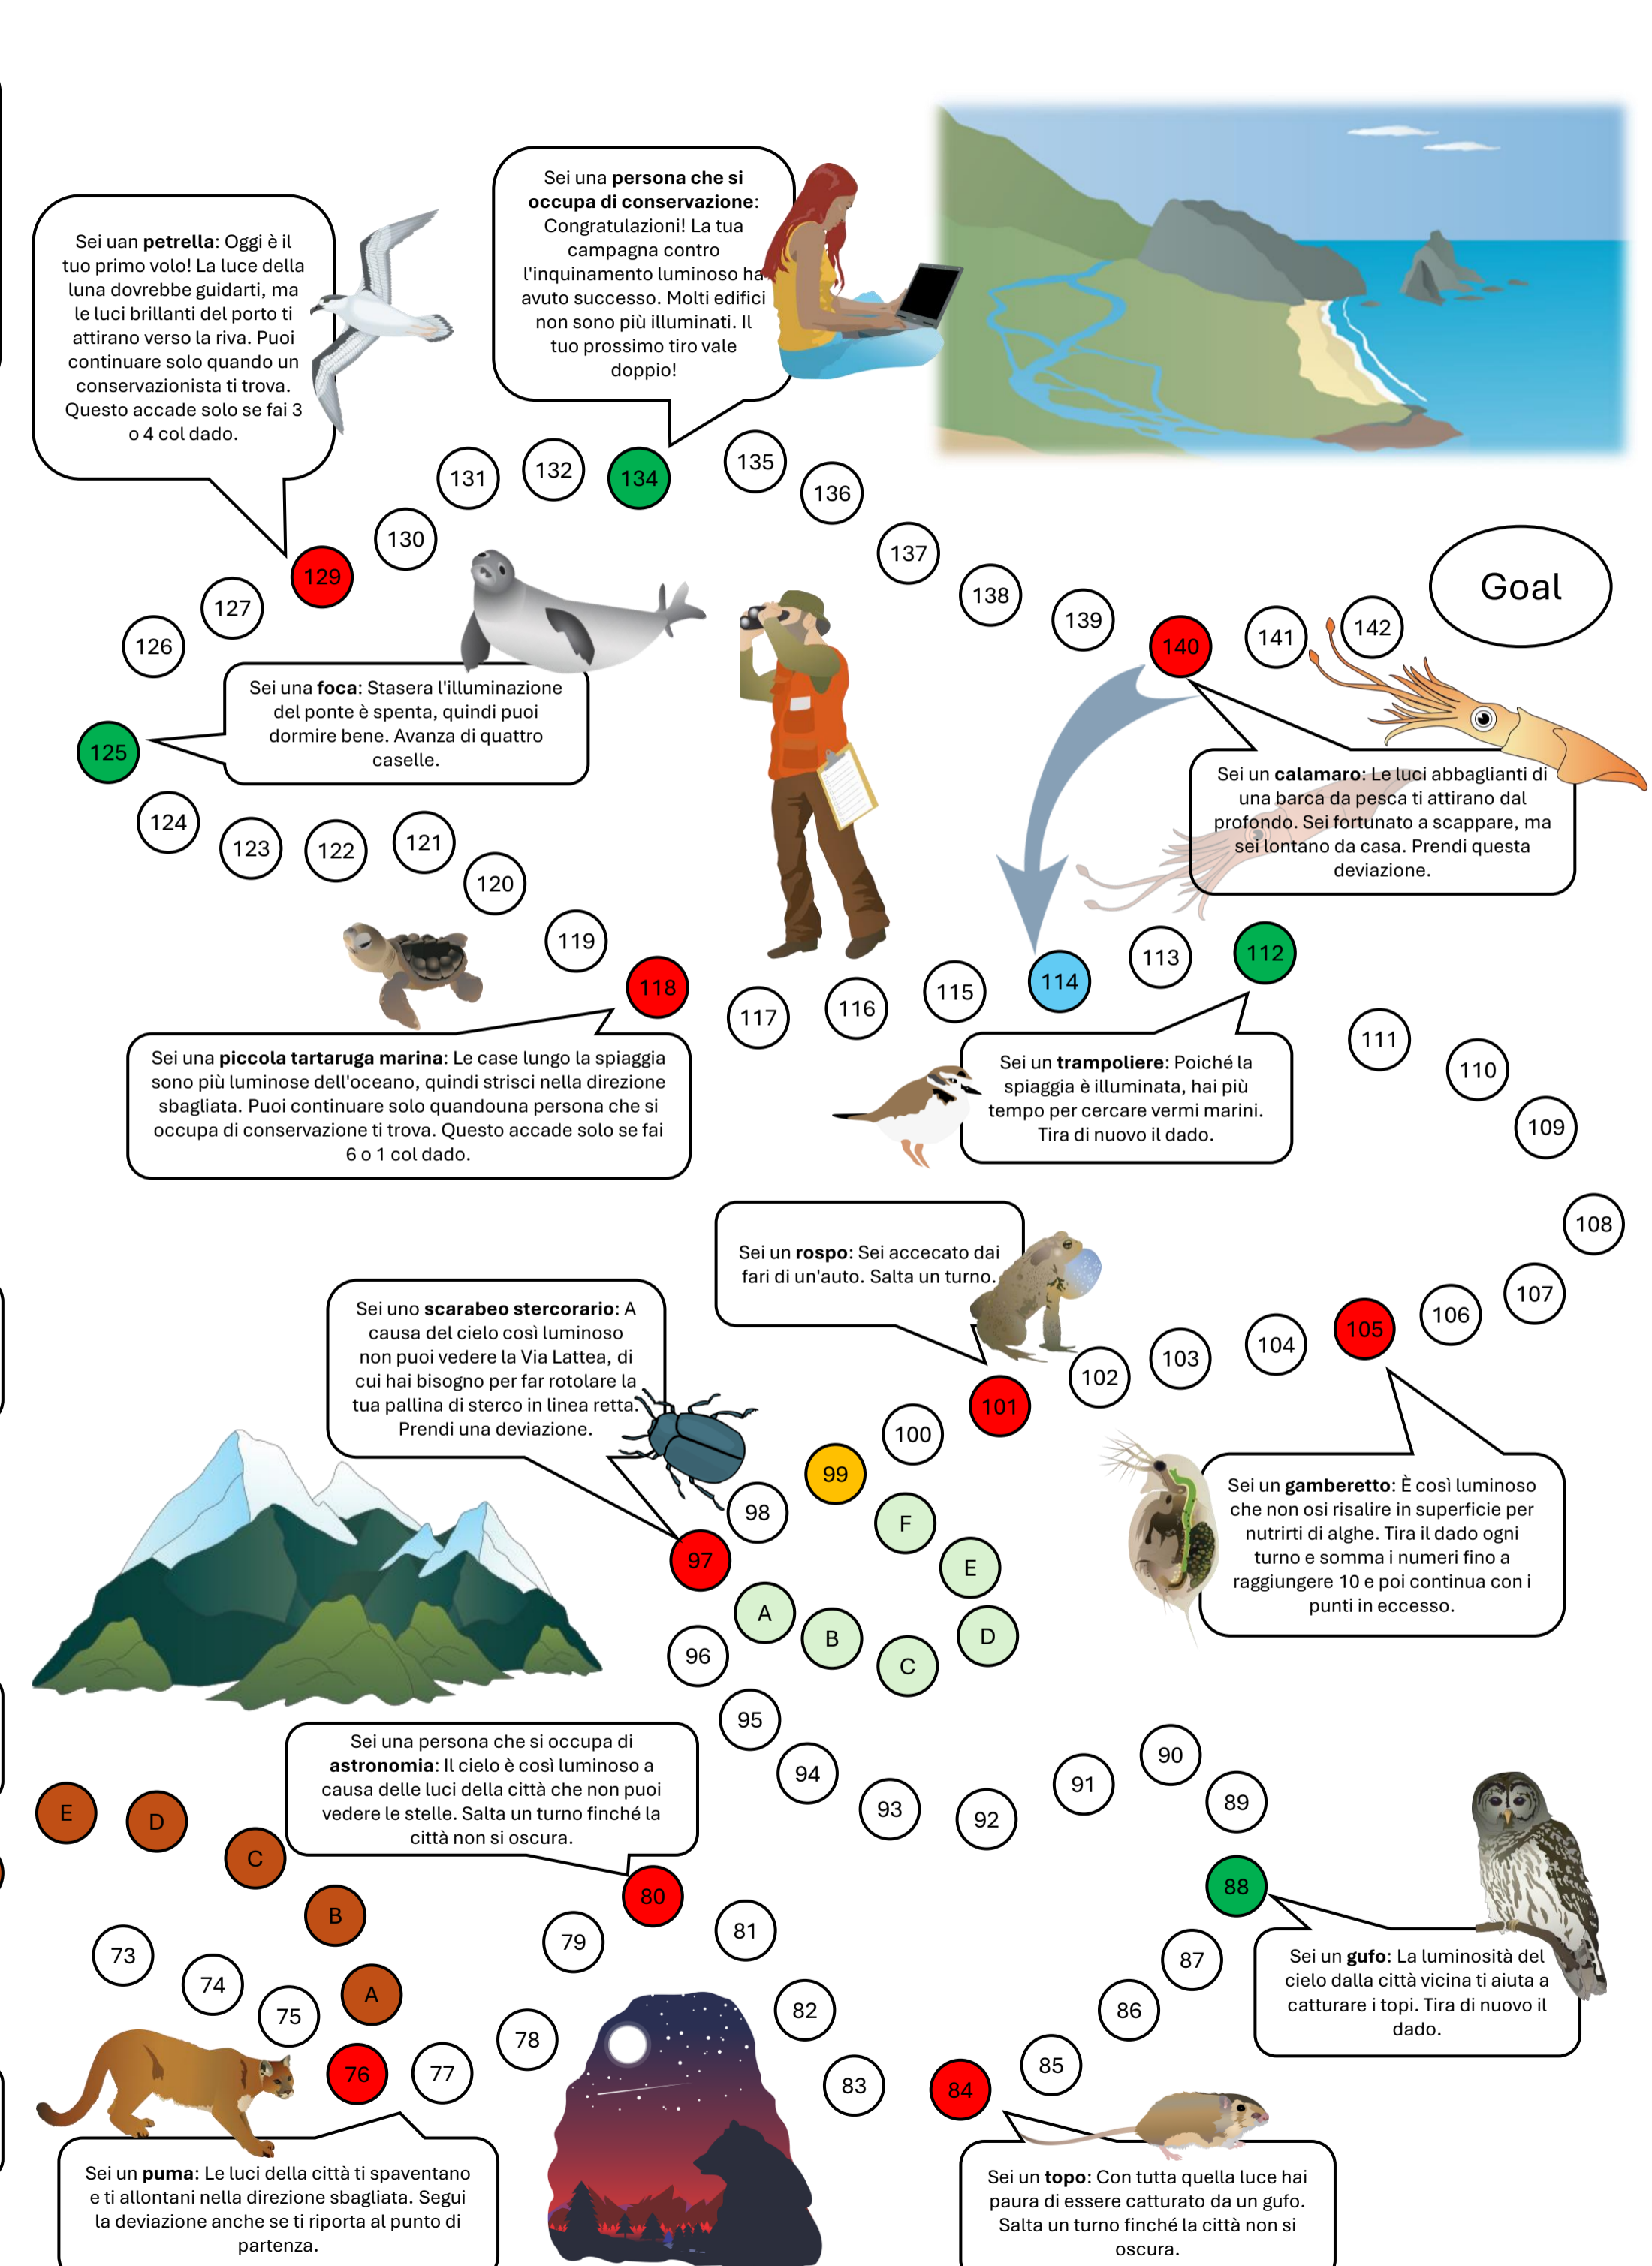 Sei una persona che si
occupa di conservazione:
Congratulazioni! La tua
campagna contro
l'inquinamento luminoso ha
avuto successo. Molti edifici
non sono più illuminati. Il
tuo prossimo tiro vale
doppio!
Sei uan petrella: Oggi è il
tuo primo volo! La luce della
luna dovrebbe guidarti, ma
le luci brillanti del porto ti
attirano verso la riva. Puoi
continuare solo quando un
conservazionista ti trova.
Questo accade solo se fai 3
o 4 col dado.
131
132
134
135
136
130
137
129
138
127
139
126
140
141
142
Goal
Sei una foca: Stasera l'illuminazione
del ponte è spenta, quindi puoi
dormire bene. Avanza di quattro
caselle.
125
Sei un calamaro: Le luci abbaglianti di
una barca da pesca ti attirano dal
profondo. Sei fortunato a scappare, ma
sei lontano da casa. Prendi questa
deviazione.
124
123
122
121
120
119
118
117
116
115
114
113
112
111
110
109
Sei una piccola tartaruga marina: Le case lungo la spiaggia
sono più luminose dell'oceano, quindi strisci nella direzione
sbagliata. Puoi continuare solo quandouna persona che si
occupa di conservazione ti trova. Questo accade solo se fai
6 o 1 col dado.
Sei un trampoliere: Poiché la
spiaggia è illuminata, hai più
tempo per cercare vermi marini.
Tira di nuovo il dado.
108
Sei un rospo: Sei accecato dai
fari di un'auto. Salta un turno.
107
106
105
104
103
102
101
100
99
98
97
Sei uno scarabeo stercorario: A
causa del cielo così luminoso
non puoi vedere la Via Lattea, di
cui hai bisogno per far rotolare la
tua pallina di sterco in linea retta.
Prendi una deviazione.
Sei un gamberetto: È così luminoso
che non osi risalire in superficie per
nutrirti di alghe. Tira il dado ogni
turno e somma i numeri fino a
raggiungere 10 e poi continua con i
punti in eccesso.
F
E
D
C
B
A
96
95
94
93
92
91
90
89
88
Sei una persona che si occupa di
astronomia: Il cielo è così luminoso a
causa delle luci della città che non puoi
vedere le stelle. Salta un turno finché la
città non si oscura.
E
D
C
B
A
80
79
81
82
83
84
85
86
87
73
74
75
76
77
78
Sei un gufo: La luminosità del
cielo dalla città vicina ti aiuta a
catturare i topi. Tira di nuovo il
dado.
Sei un puma: Le luci della città ti spaventano
e ti allontani nella direzione sbagliata. Segui
la deviazione anche se ti riporta al punto di
partenza.
Sei un topo: Con tutta quella luce hai
paura di essere catturato da un gufo.
Salta un turno finché la città non si
oscura.